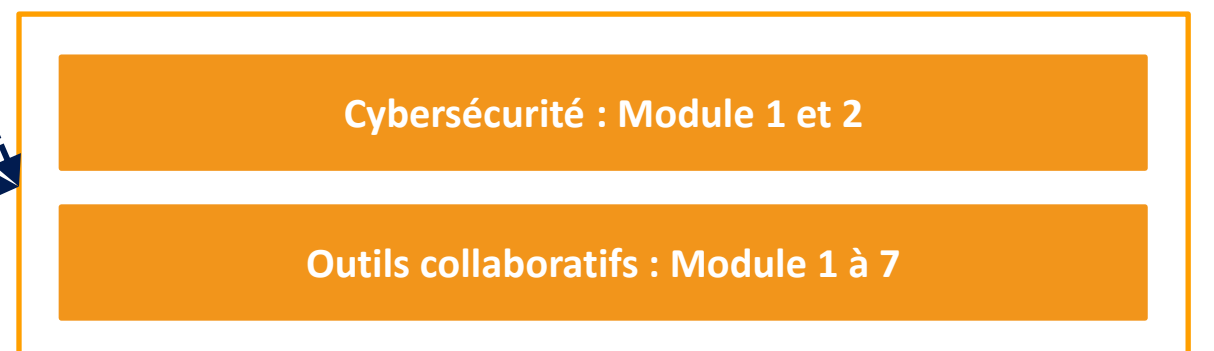 Cybersécurité : Module 1 et 2
Outils collaboratifs : Module 1 à 7